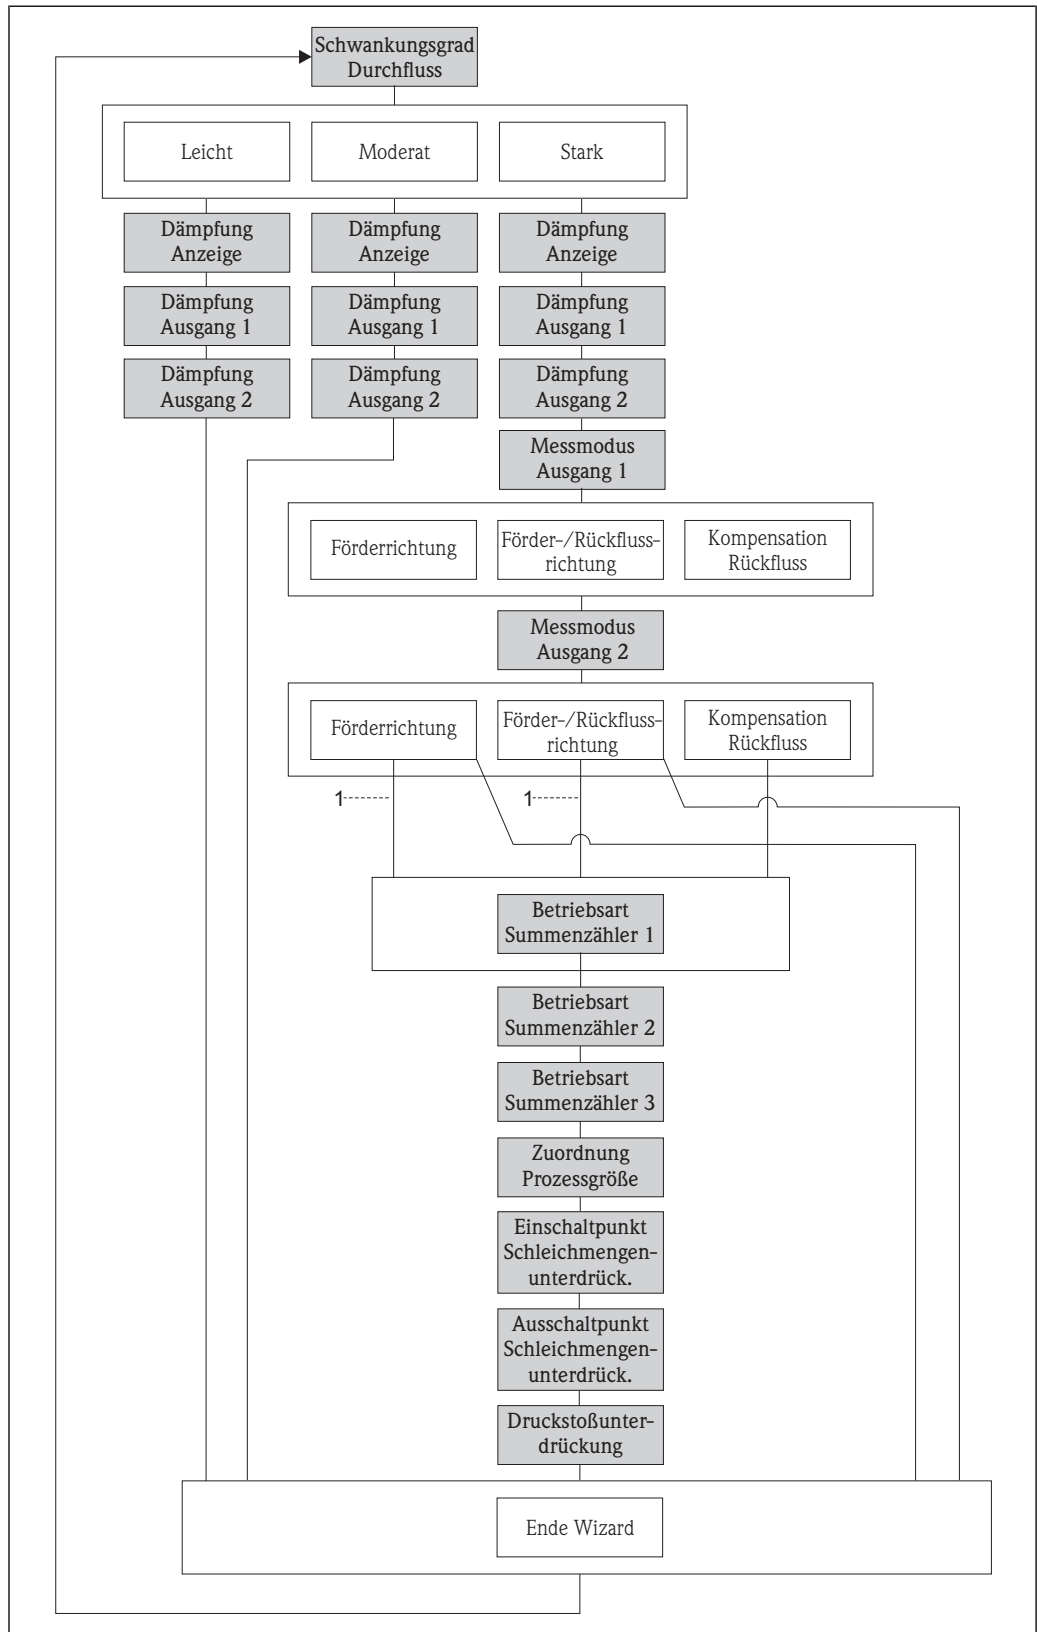 Schwankungsgrad
Durchfluss
Leicht
Moderat
Stark
Dämpfung
Anzeige
Dämpfung
Anzeige
Dämpfung
Anzeige
Dämpfung
Ausgang 1
Dämpfung
Ausgang 1
Dämpfung
Ausgang 1
Dämpfung
Ausgang 2
Dämpfung
Ausgang 2
Dämpfung
Ausgang 2
Messmodus
Ausgang 1
Förderrichtung
Förder-/Rückfluss-
richtung
Kompensation
Rückfluss
Messmodus
Ausgang 2
Förderrichtung
Förder-/Rückfluss-
richtung
Kompensation
Rückfluss
1
1
Betriebsart
Summenzähler 1
Betriebsart
Summenzähler 2
Betriebsart
Summenzähler 3
Zuordnung
Prozessgröße
Einschaltpunkt
Schleichmengen-
unterdrück.
Ausschaltpunkt
Schleichmengen-
unterdrück.
Druckstoßunter-
drückung
Ende Wizard